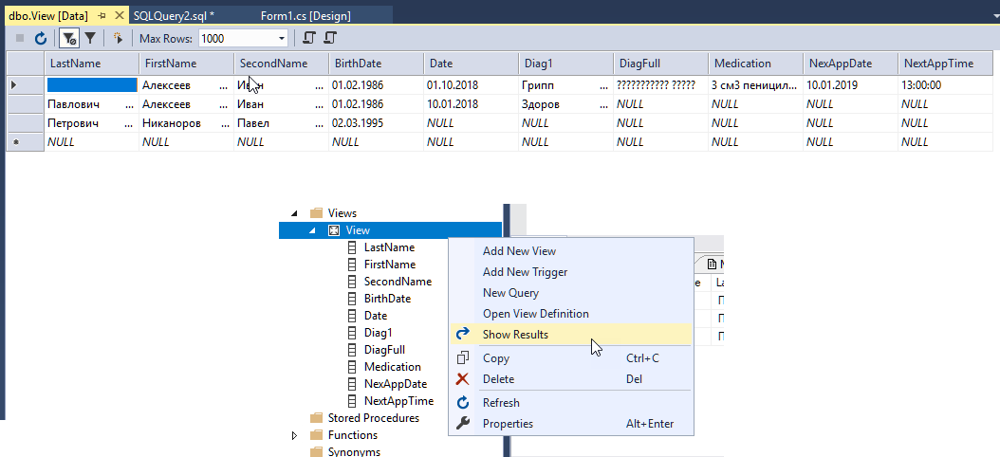 dbo.View [Data] SQLQuery2.sql * Form1.cs [Design]
Max Rows: 1000
LastName FirstName SecondName BirthDate Date Diag1 DiagFull Medication NexAppDate NextAppTime
Алексеев ... Иван ... 01.02.1986 01.10.2018 Грипп ... ??????????? ????? 3 см3 пеницил... 10.01.2019 13:00:00
Павлович ... Алексеев ... Иван ... 01.02.1986 10.01.2018 Здоров ... NULL NULL NULL NULL
Петрович ... Никаноров ... Павел ... 02.03.1995 NULL NULL NULL NULL NULL NULL
NULL NULL NULL NULL NULL NULL NULL NULL NULL NULL
Views
View
LastName
FirstName
SecondName
BirthDate
Date
Diag1
DiagFull
Medication
NexAppDate
NextAppTime
Stored Procedures
Functions
Synonyms
Add New View
Add New Trigger
New Query
Open View Definition
Show Results
Copy Ctrl+C
Delete Del
Refresh
Properties Alt+Enter